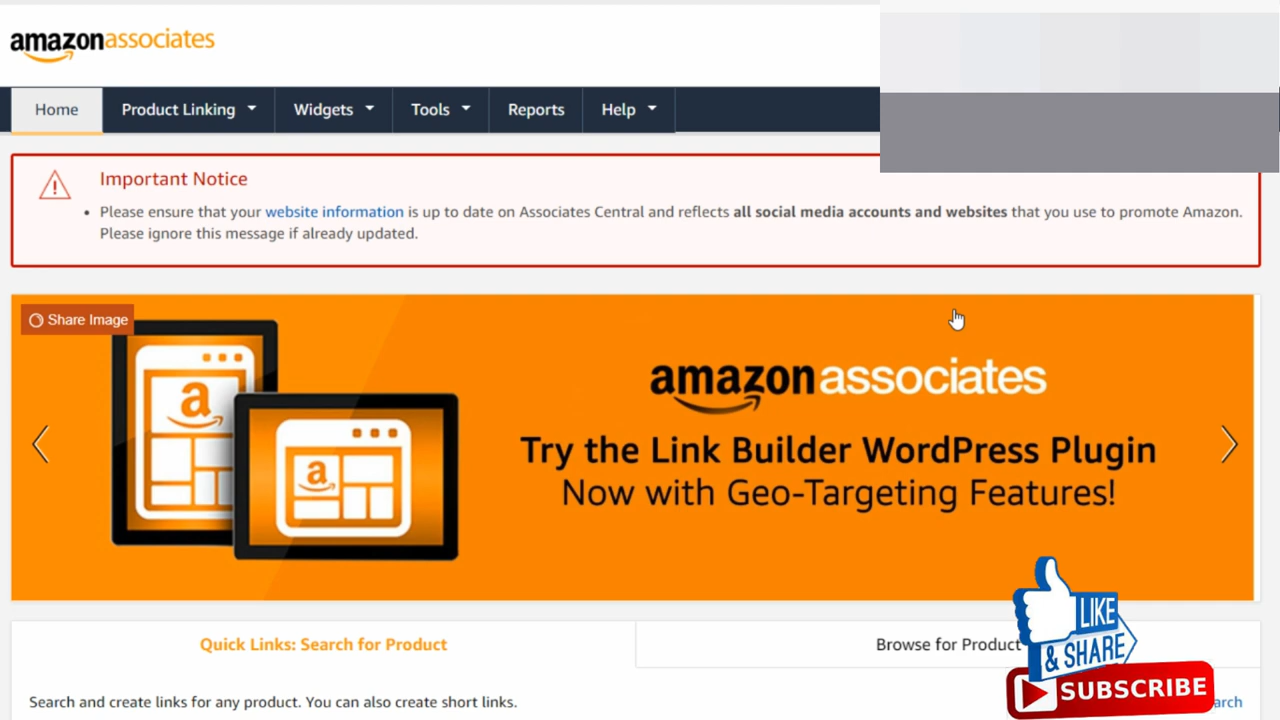 amazonassociates
Home Product Linking Widgets Tools Reports Help
Important Notice
• Please ensure that your website information is up to date on Associates Central and reflects all social media accounts and websites that you use to promote Amazon.
Please ignore this message if already updated.
Share Image
a
a
amazonassociates
Try the Link Builder WordPress Plugin
Now with Geo-Targeting Features!
Quick Links: Search for Product
Browse for Product
Search and create links for any product. You can also create short links.
LIKE
& SHARE
SUBSCRIBE